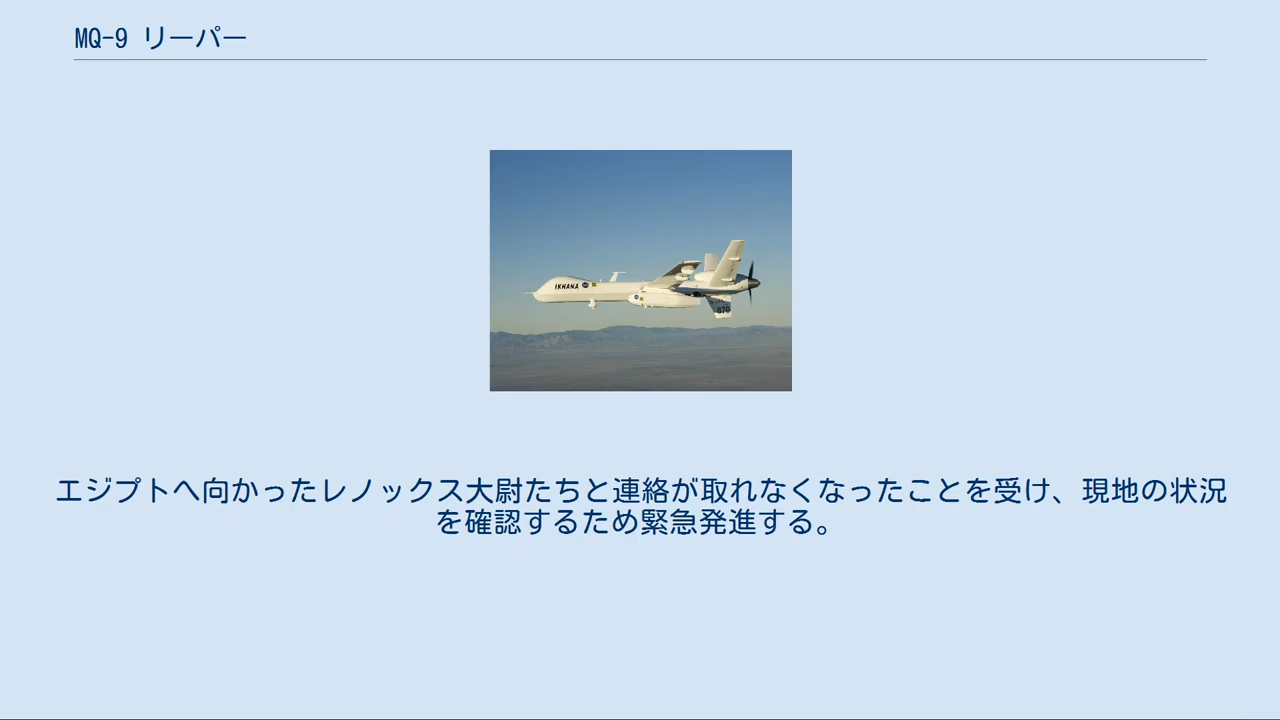 MQ-9 リーパー
IKHANA
870
エジプトへ向かったレノックス大尉たちと連絡が取れなくなったことを受け、現地の状況
を確認するため緊急発進する。